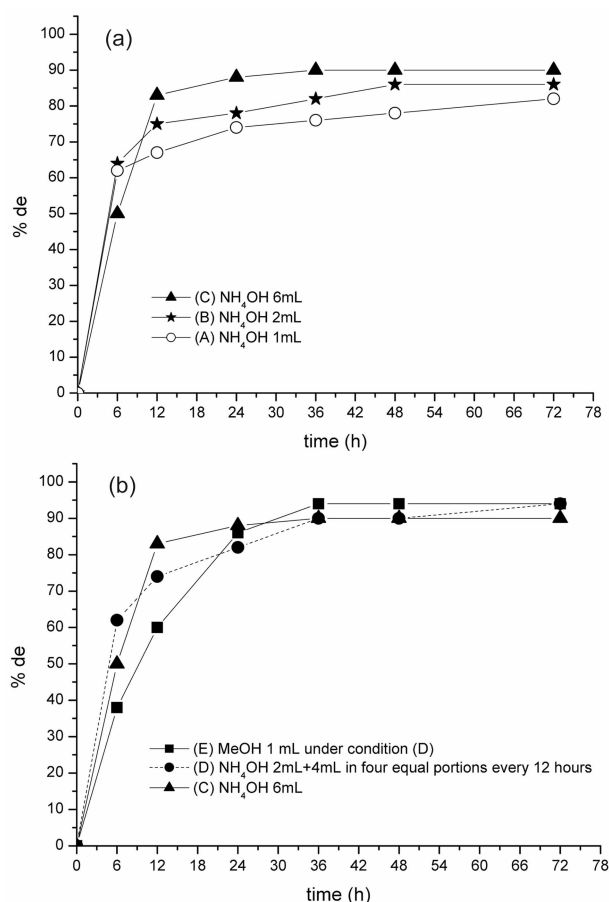 (a)
100
90
80
70
60
50
40
30
20
10
0
% de
(C) NH₄OH 6mL
(B) NH₄OH 2mL
(A) NH₄OH 1mL
0 6 12 18 24 30 36 42 48 54 60 66 72 78
time (h)
(b)
100
90
80
70
60
50
40
30
20
10
0
% de
(E) MeOH 1 mL under condition (D)
(D) NH₄OH 2mL+4mL in four equal portions every 12 hours
(C) NH₄OH 6mL
0 6 12 18 24 30 36 42 48 54 60 66 72 78
time (h)